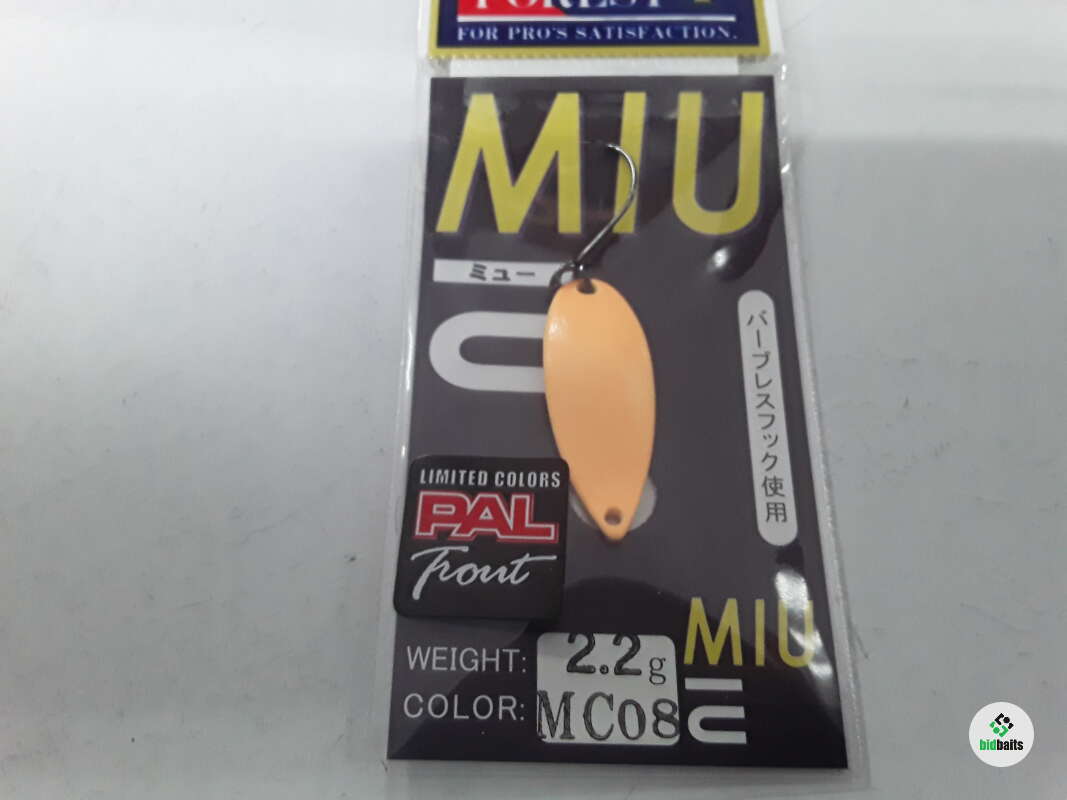 FOREST
FOR PRO'S SATISFACTION.
MIU
ミュー
バーブレスフック使用
LIMITED COLORS
PAL
Trout
WEIGHT: 2.2g
COLOR: MC08
MIU
bidbaits